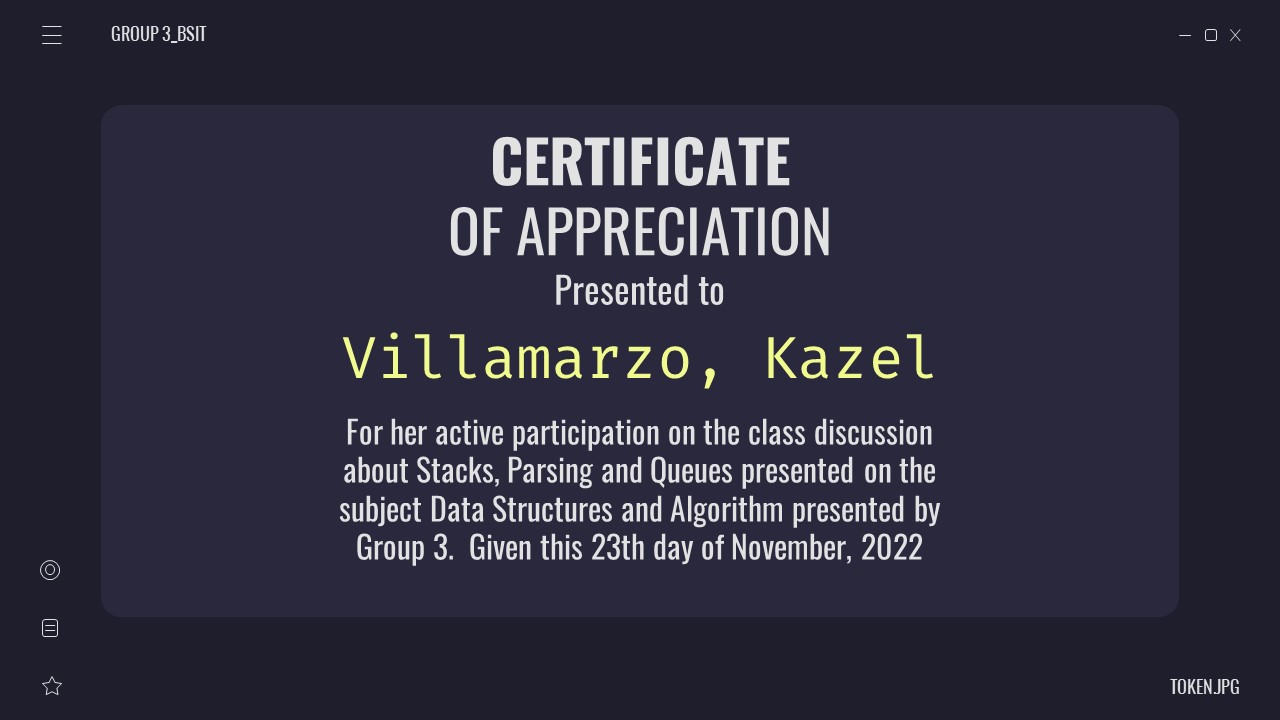 GROUP 3_BSIT
CERTIFICATE
OF APPRECIATION
Presented to
Villamarzo, Kazel
For her active participation on the class discussion
about Stacks, Parsing and Queues presented on the
subject Data Structures and Algorithm presented by
Group 3.  Given this 23th day of November, 2022
TOKEN.JPG